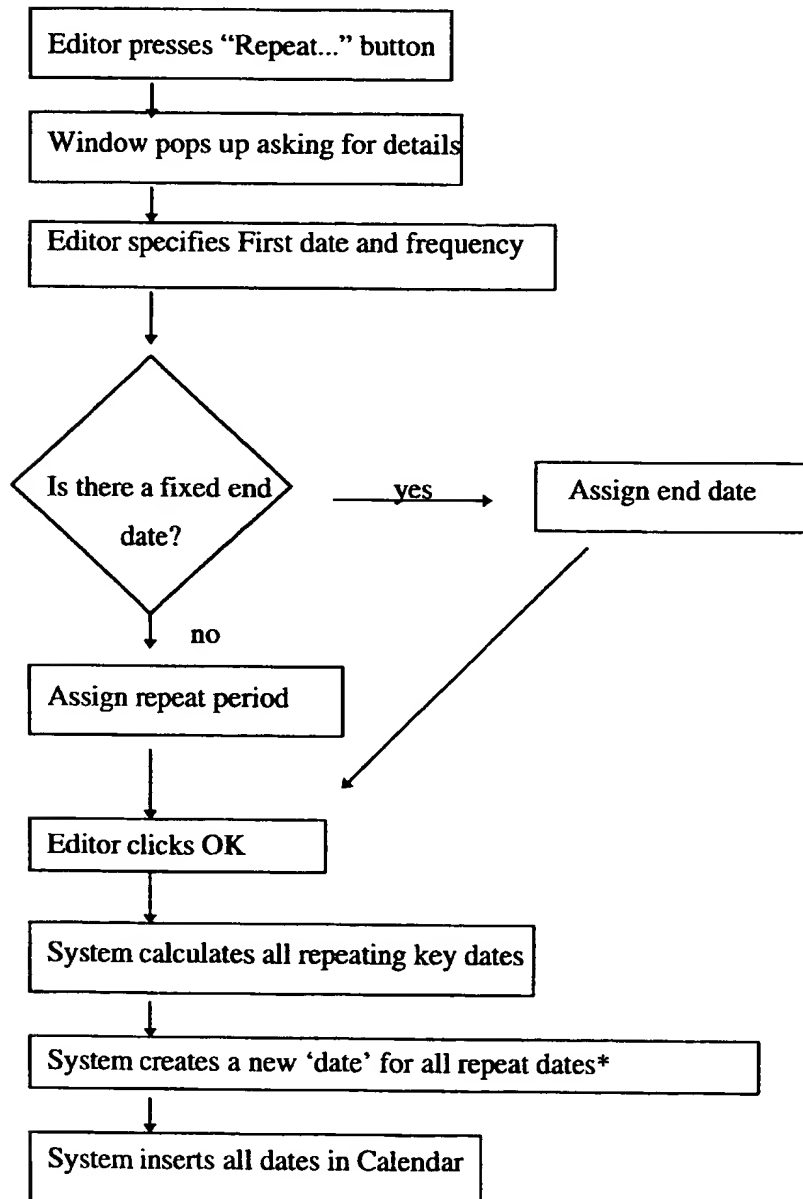 Editor presses “Repeat...” button
Window pops up asking for details
Editor specifies First date and frequency
Is there a fixed end
date?
yes
Assign end date
no
Assign repeat period
Editor clicks OK
System calculates all repeating key dates
System creates a new ‘date’ for all repeat dates*
System inserts all dates in Calendar